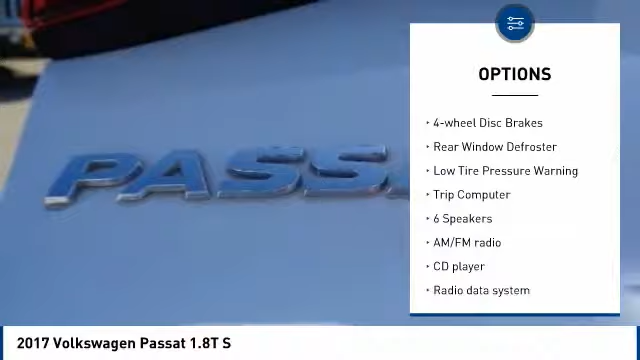 PASS
OPTIONS
4-wheel Disc Brakes
Rear Window Defroster
Low Tire Pressure Warning
Trip Computer
6 Speakers
AM/FM radio
CD player
Radio data system
2017 Volkswagen Passat 1.8T S